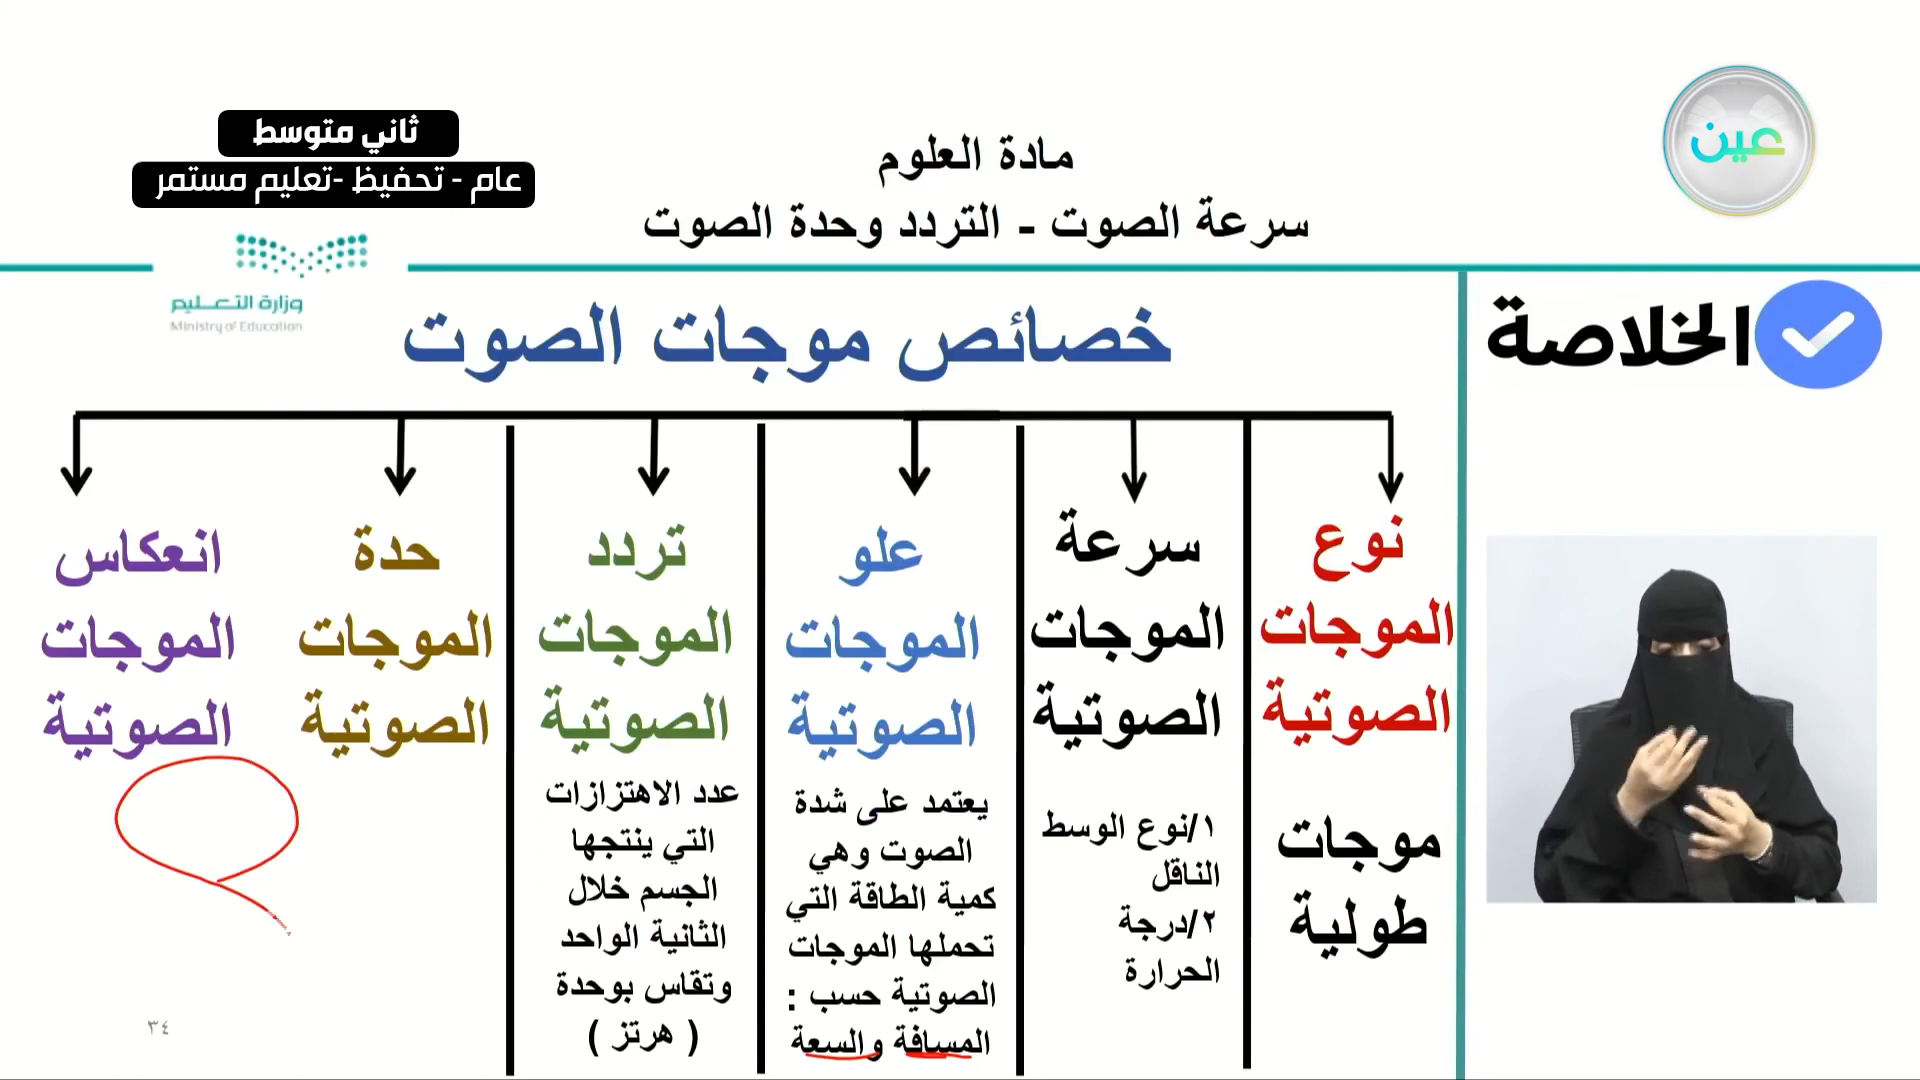 عين
ثاني متوسط
عام - تحفيظ -تعليم مستمر
مادة العلوم
سرعة الصوت - التردد وحدة الصوت
وزارة التعـــليم
Ministry of Education
الخلاصة
خصائص موجات الصوت
نوع
الموجات
الصوتية
موجات
طولية
سرعة
الموجات
الصوتية
١/نوع الوسط
الناقل
٢/درجة
الحرارة
علو
الموجات
الصوتية
يعتمد على شدة
الصوت وهي
كمية الطاقة التي
تحملها الموجات
الصوتية حسب :
المسافة والسعة
تردد
الموجات
الصوتية
عدد الاهتزازات
التي ينتجها
الجسم خلال
الثانية الواحد
وتقاس بوحدة
( هرتز )
حدة
الموجات
الصوتية
انعكاس
الموجات
الصوتية
٣٤